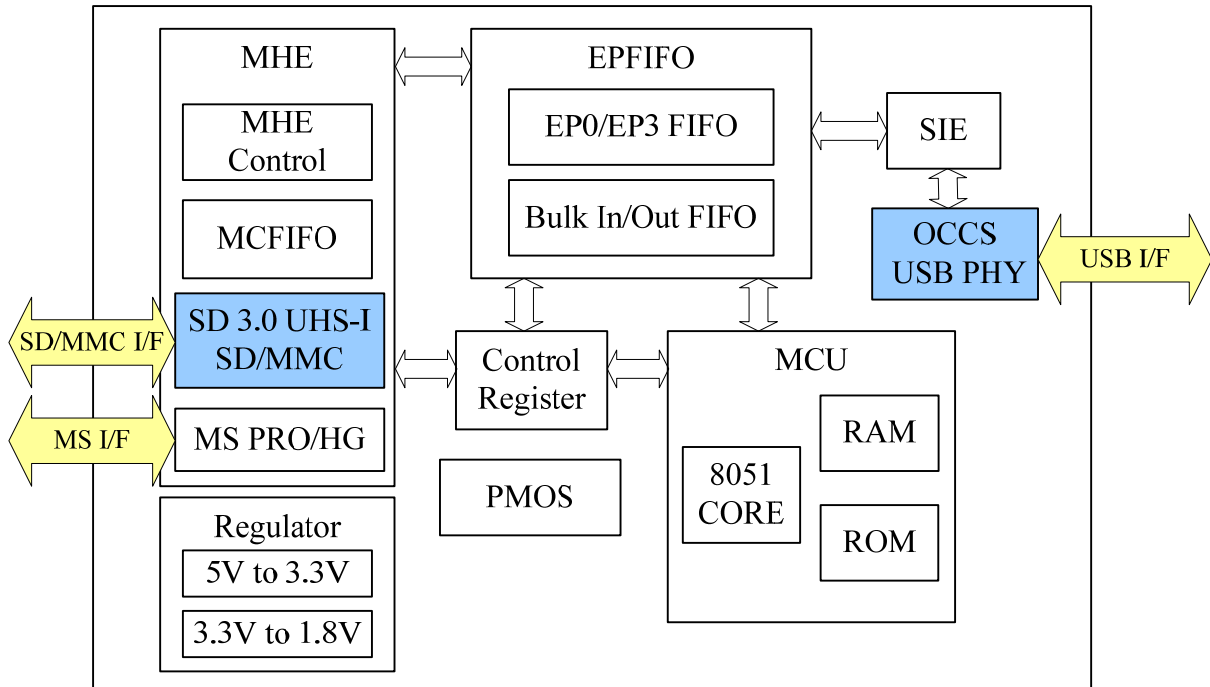 MHE
MHE
Control
MCFIFO
SD 3.0 UHS-I
SD/MMC
MS PRO/HG
SD/MMC I/F
MS I/F
Regulator
5V to 3.3V
3.3V to 1.8V
EPFIFO
EP0/EP3 FIFO
Bulk In/Out FIFO
Control
Register
PMOS
SIE
OCCS
USB PHY
USB I/F
MCU
8051
CORE
RAM
ROM